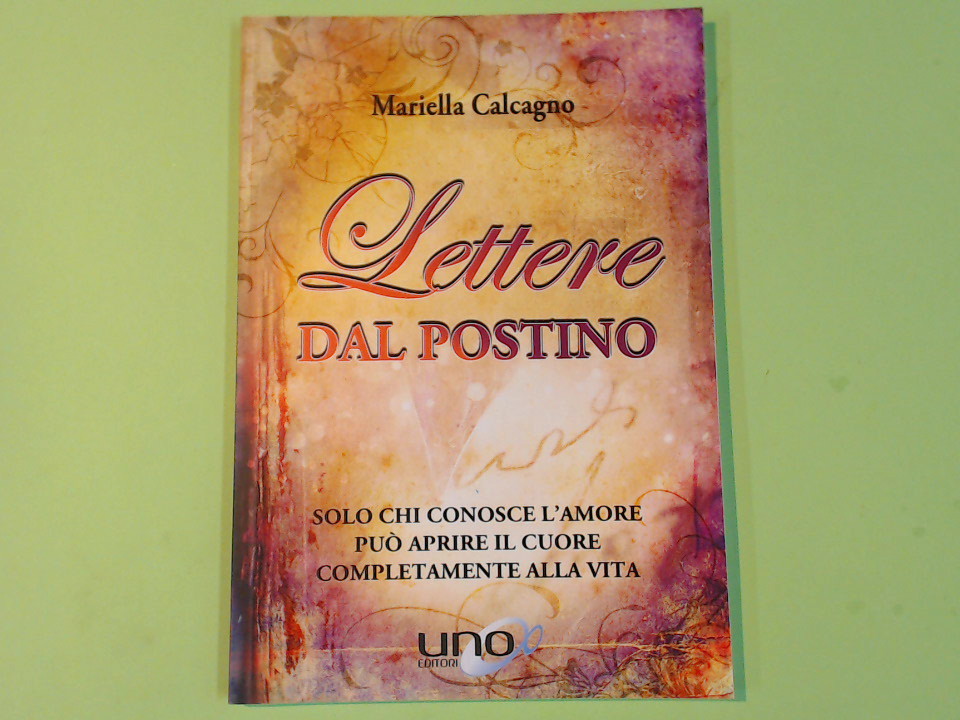 Mariella Calcagno
Lettere
DAL POSTINO
SOLO CHI CONOSCE L'AMORE
PUÒ APRIRE IL CUORE
COMPLETAMENTE ALLA VITA
UNO
EDITORI